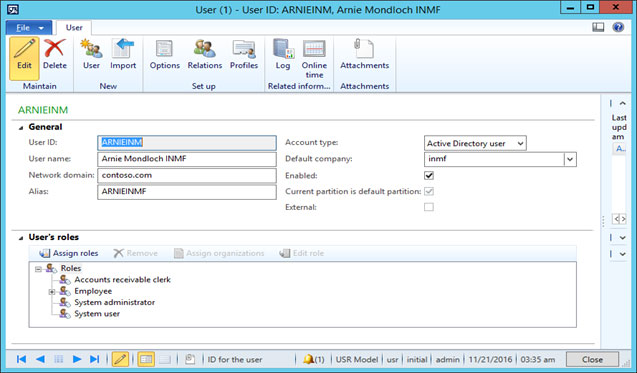 User (1) - User ID: ARNIEINM, Arnie Mondloch INMF
File User
Edit Delete User Import Options Relations Profiles Log Online time Attachments
Maintain New Set up Related inform... Attachments
ARNIEINM
General
User ID: ARNIEINM Account type: Active Directory user
User name: Arnie Mondloch INMF Default company: inmf
Network domain: contoso.com Enabled:
Alias: ARNIEINMF Current partition is default partition:
External:
Last
upd
am
A...
User's roles
Assign roles Remove Assign organizations Edit role
Roles
Accounts receivable clerk
Employee
System administrator
System user
ID for the user (1) USR Model usr initial admin 11/21/2016 03:35 am Close